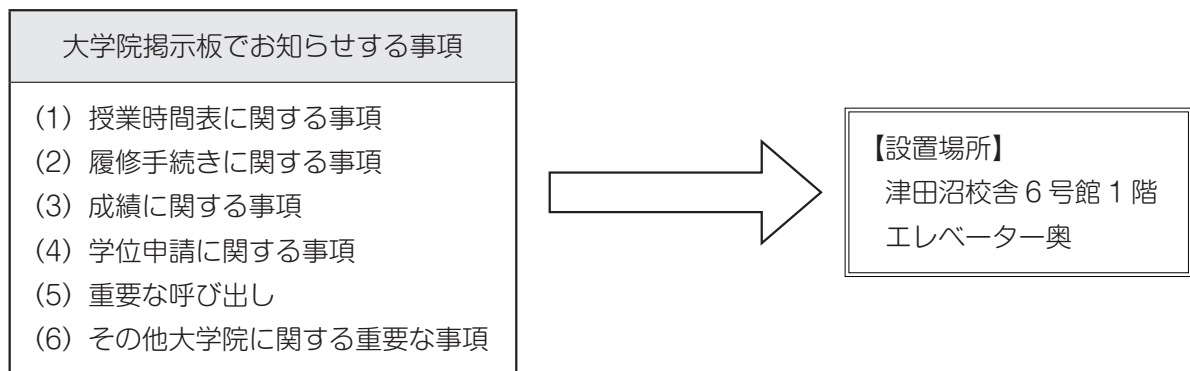 大学院掲示板でお知らせする事項
(1) 授業時間表に関する事項
(2) 履修手続きに関する事項
(3) 成績に関する事項
(4) 学位申請に関する事項
(5) 重要な呼び出し
(6) その他大学院に関する重要な事項
【設置場所】
津田沼校舎 6 号館 1 階
エレベーター奥